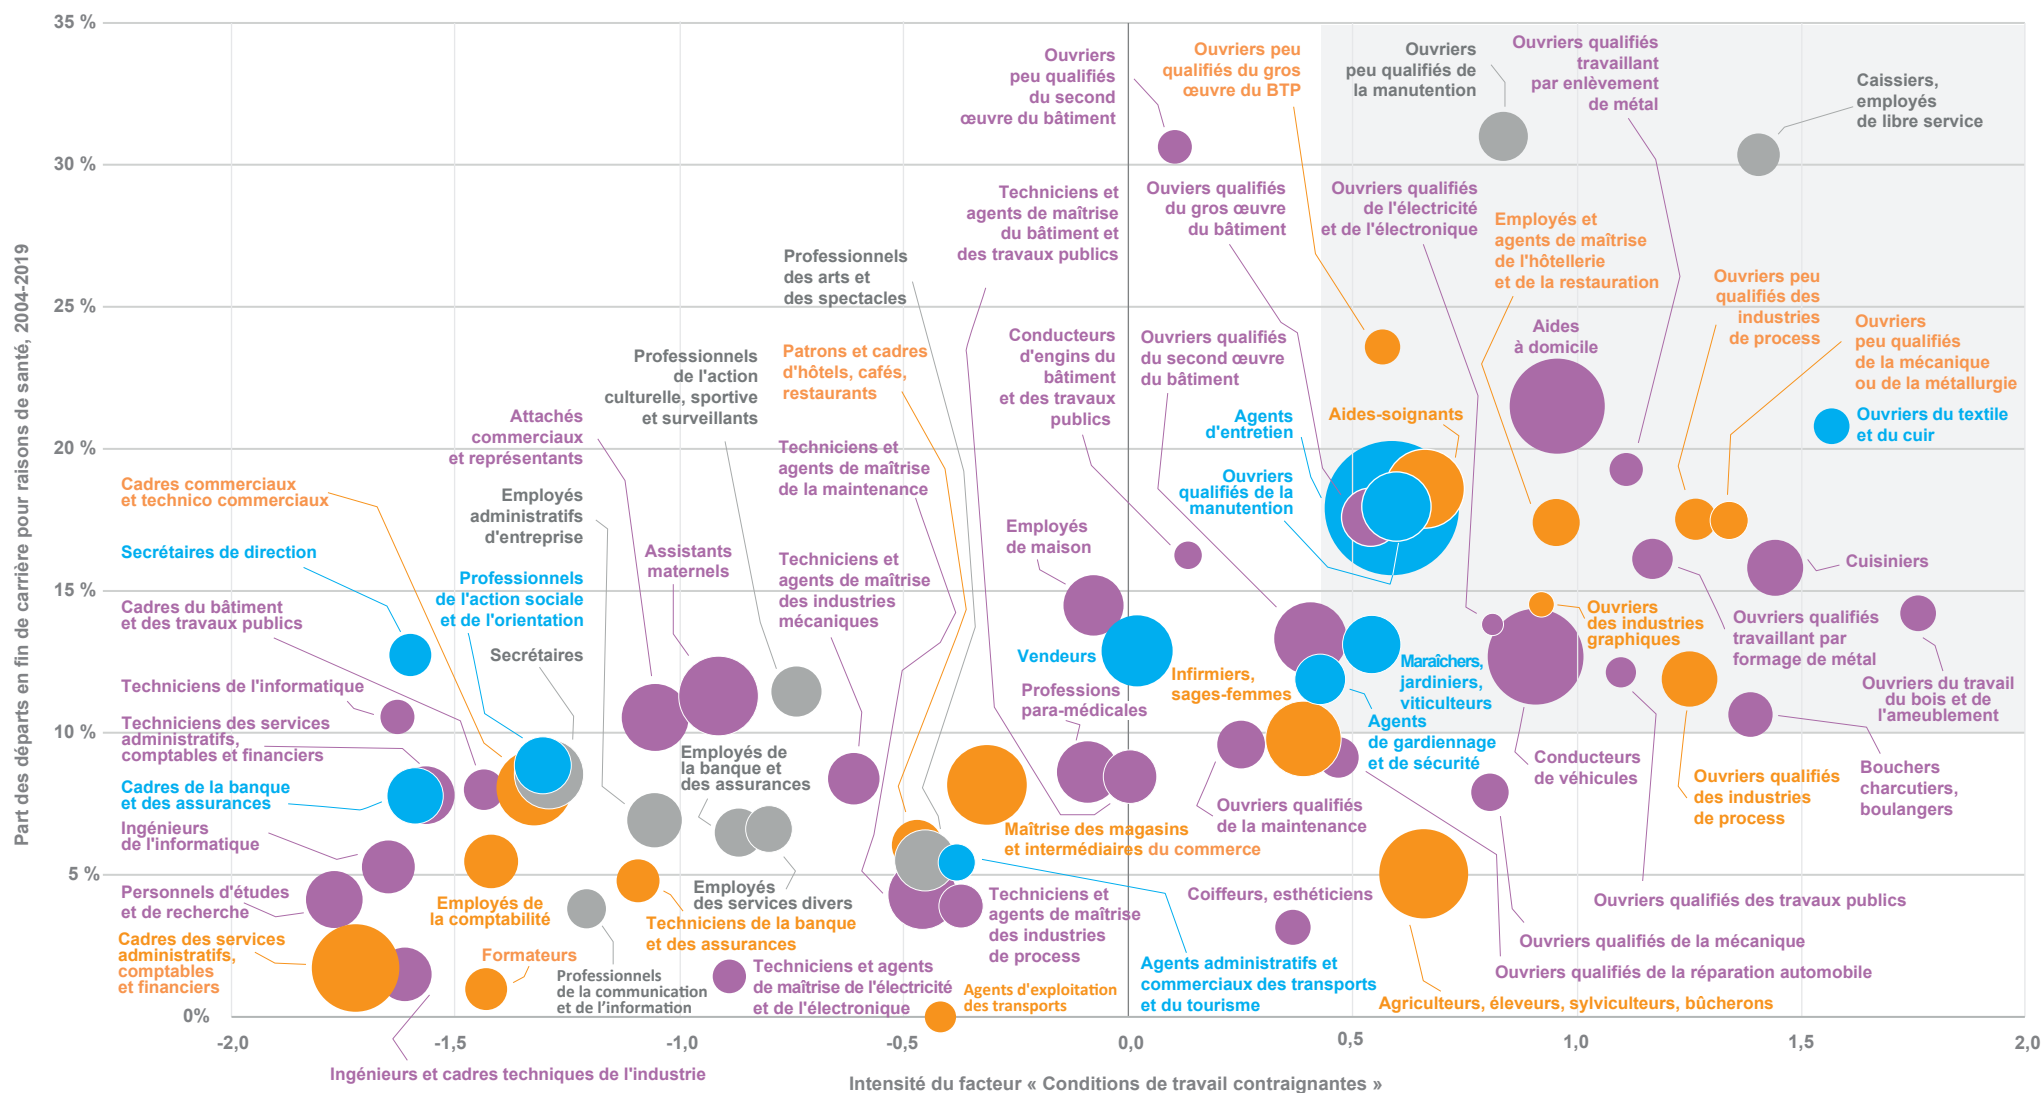 35 %
30 %
25 %
20 %
15 %
10 %
5 %
0%
Part des départs en fin de carrière pour raisons de santé, 2004-2019
-2,0
-1,5
-1,0
-0,5
0,0
0,5
1,0
1,5
2,0
Intensité du facteur « Conditions de travail contraignantes »
Ouvriers
peu qualifiés
du second
œuvre du bâtiment
Ouvriers peu
qualifiés du gros
œuvre du BTP
Ouvriers
peu qualifiés de
la manutention
Ouvriers qualifiés
travaillant
par enlèvement
de métal
Caissiers,
employés
de libre service
Techniciens et
agents de maîtrise
du bâtiment et
des travaux publics
Ouviers qualifiés
du gros œuvre
du bâtiment
Ouvriers qualifiés
de l'électricité
et de l'électronique
Employés et
agents de maîtrise
de l'hôtellerie
et de la restauration
Professionnels
des arts et
des spectacles
Ouvriers peu
qualifiés des
industries
de process
Ouvriers
peu qualifiés
de la mécanique
ou de la métallurgie
Aides
à domicile
Conducteurs
d'engins du
bâtiment
et des travaux
publics
Ouvriers qualifiés
du second œuvre
du bâtiment
Professionnels
de l'action
culturelle, sportive
et surveillants
Patrons et cadres
d'hôtels, cafés,
restaurants
Attachés
commerciaux
et représentants
Agents
d'entretien
Aides-soignants
Ouvriers du textile
et du cuir
Techniciens et
agents de maîtrise
de la maintenance
Cadres commerciaux
et technico commerciaux
Employés
administratifs
d'entreprise
Ouvriers
qualifiés de la
manutention
Employés
de maison
Secrétaires de direction
Assistants
maternels
Techniciens et
agents de maîtrise
des industries
mécaniques
Cuisiniers
Professionnels
de l'action sociale
et de l'orientation
Cadres du bâtiment
et des travaux publics
Ouvriers
des industries
graphiques
Ouvriers qualifiés
travaillant par
formage de métal
Secrétaires
Vendeurs
Infirmiers,
sages-femmes
Maraîchers,
jardiniers,
viticulteurs
Ouvriers du travail
du bois et de
l'ameublement
Techniciens de l'informatique
Professions
para-médicales
Agents
de gardiennage
et de sécurité
Techniciens des services
administratifs,
comptables et financiers
Employés de
la banque et
des assurances
Conducteurs
de véhicules
Ouvriers qualifiés
des industries
de process
Bouchers
charcutiers,
boulangers
Cadres de la banque
et des assurances
Ouvriers qualifiés
de la maintenance
Ingénieurs
de l'informatique
Maîtrise des magasins
et intermédiaires du commerce
Personnels d'études
et de recherche
Employés de
la comptabilité
Employés
des services divers
Techniciens et
agents de maîtrise
des industries
de process
Coiffeurs, esthéticiens
Ouvriers qualifiés des travaux publics
Techniciens de la banque
et des assurances
Cadres des services
administratifs,
comptables
et financiers
Formateurs
Ouvriers qualifiés de la mécanique
Professionnels
de la communication
et de l'information
Techniciens et agents
de maîtrise de l'électricité
et de l'électronique
Agents d'exploitation
des transports
Agents administratifs et
commerciaux des transports
et du tourisme
Ouvriers qualifiés de la réparation automobile
Agriculteurs, éleveurs, sylviculteurs, bûcherons
Ingénieurs et cadres techniques de l'industrie